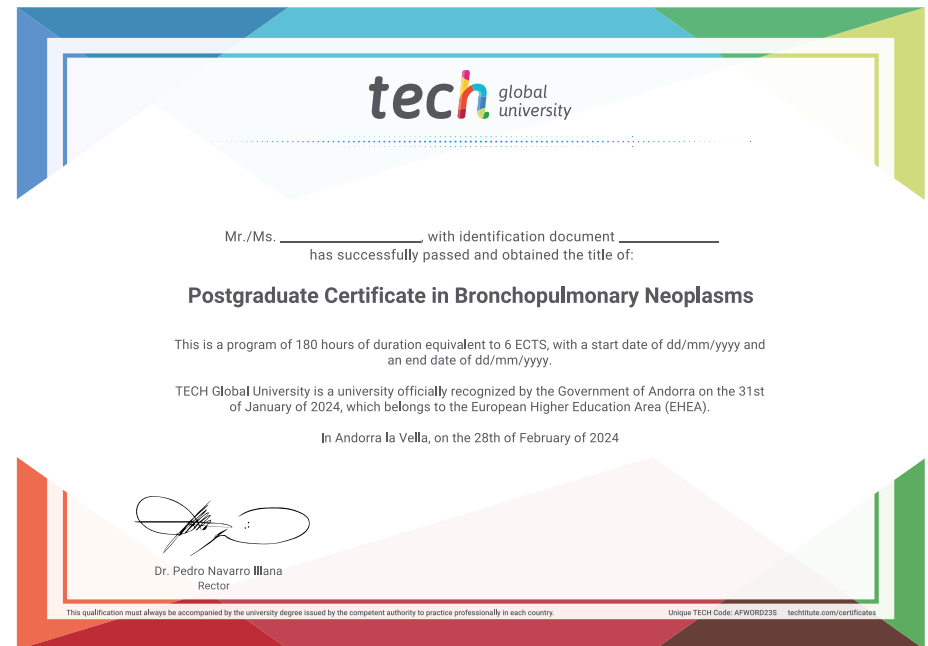 tech global
university
Mr./Ms. ____________, with identification document ____________
has successfully passed and obtained the title of:
Postgraduate Certificate in Bronchopulmonary Neoplasms
This is a program of 180 hours of duration equivalent to 6 ECTS, with a start date of dd/mm/yyyy and
an end date of dd/mm/yyyy.
TECH Global University is a university officially recognized by the Government of Andorra on the 31st
of January of 2024, which belongs to the European Higher Education Area (EHEA).
In Andorra la Vella, on the 28th of February of 2024
Dr. Pedro Navarro Illana
Rector
This qualification must always be accompanied by the university degree issued by the competent authority to practice professionally in each country.
Unique TECH Code: AFWORD23S techtitute.com/certificates